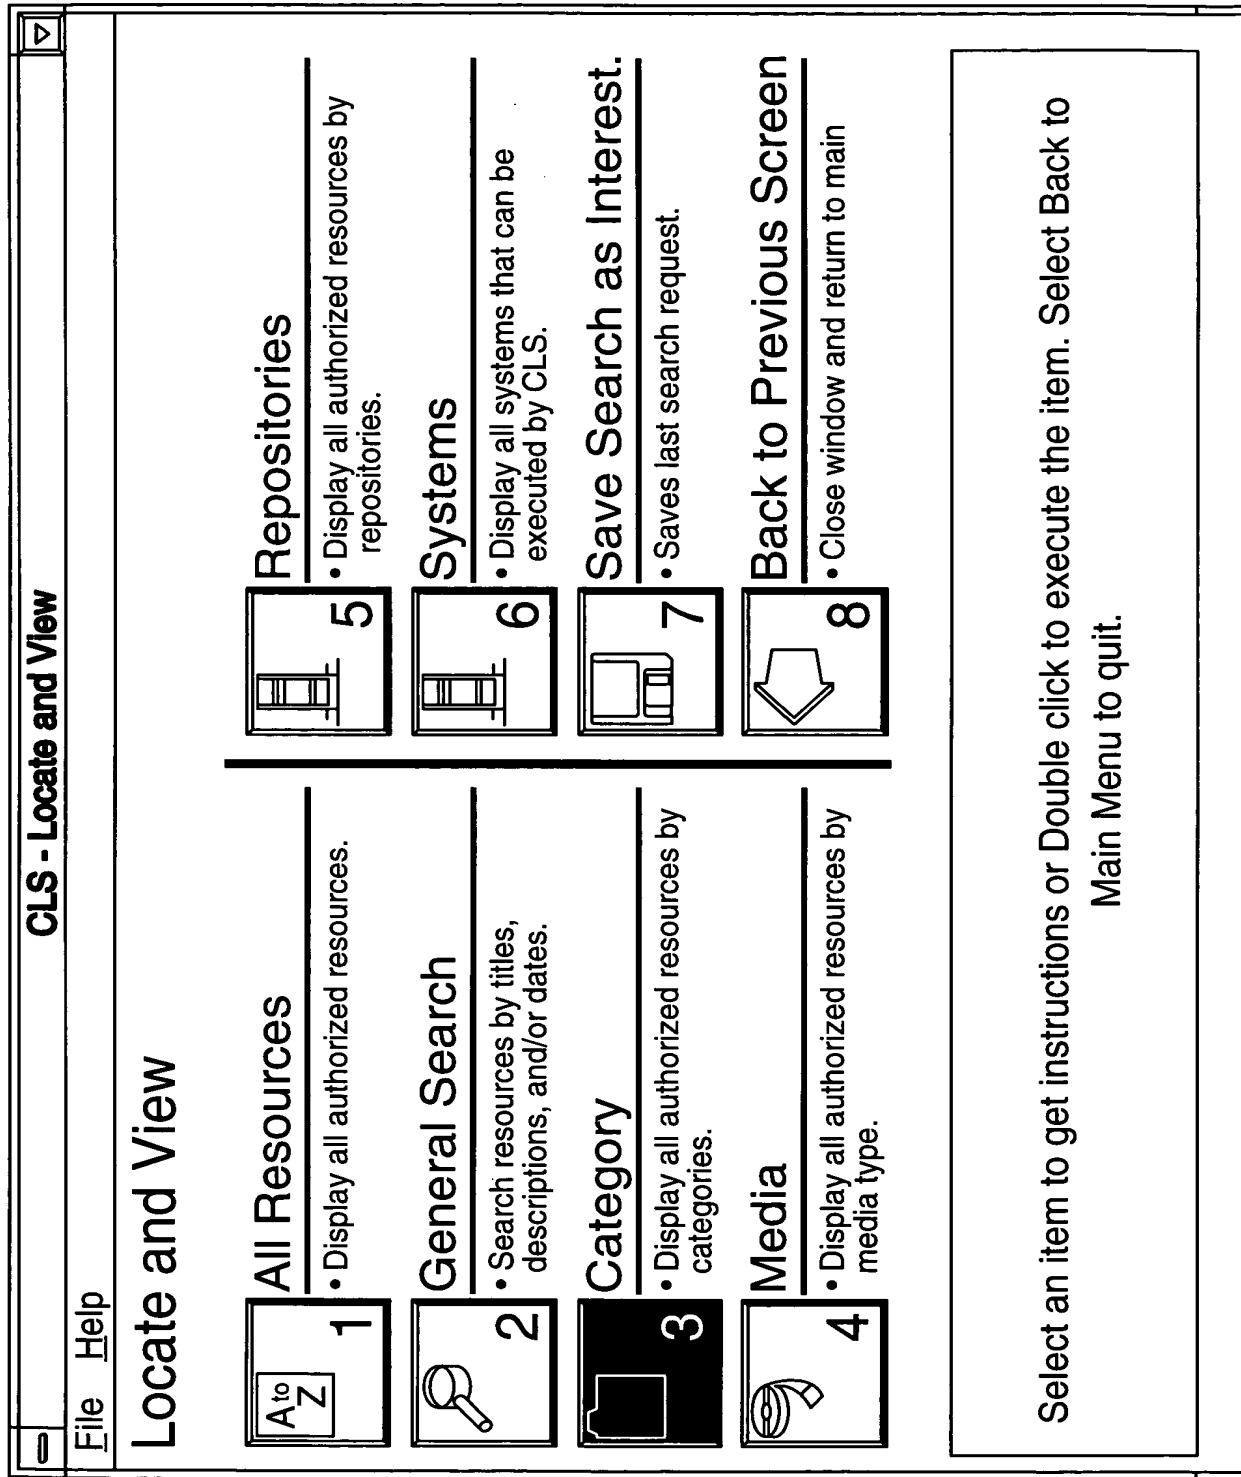 CLS - Locate and View
File Help
Locate and View
A to
Z
1
All Resources
• Display all authorized resources.
2
General Search
• Search resources by titles,
descriptions, and/or dates.
3
Category
• Display all authorized resources by
categories.
4
Media
• Display all authorized resources by
media type.
5
Repositories
• Display all authorized resources by
repositories.
6
Systems
• Display all systems that can be
executed by CLS.
7
Save Search as Interest.
• Saves last search request.
8
Back to Previous Screen
• Close window and return to main
Select an item to get instructions or Double click to execute the item. Select Back to
Main Menu to quit.